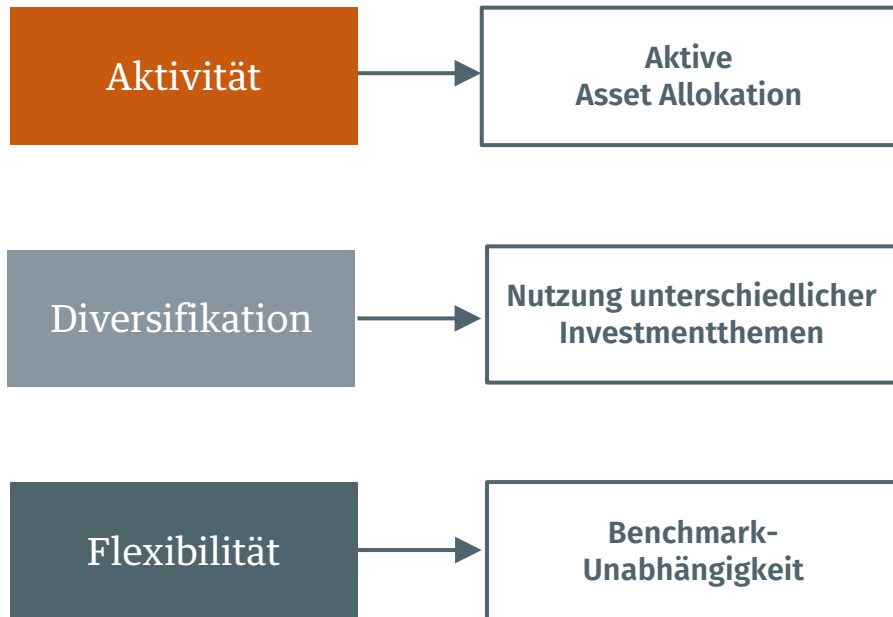 Aktivität
Aktive
Asset Allokation
Diversifikation
Nutzung unterschiedlicher
Investmentthemen
Flexibilität
Benchmark-
Unabhängigkeit